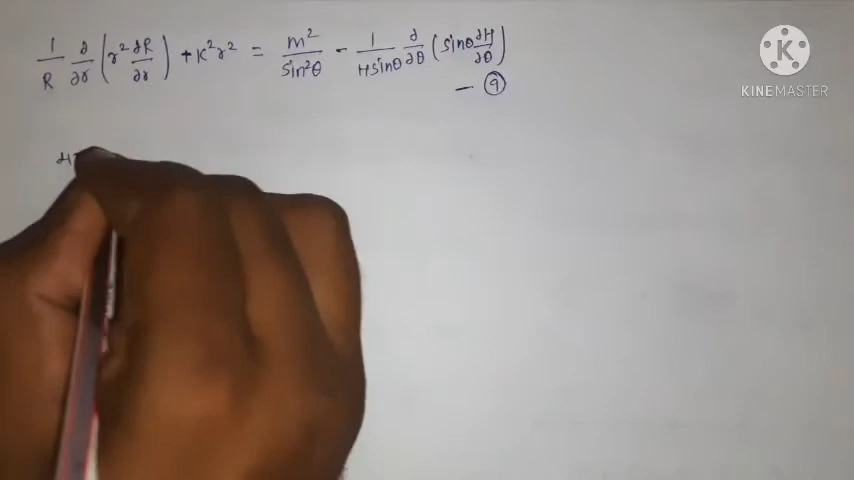 1/R ∂/∂r (r² ∂R/∂r) + K²r² = m²/sin²θ - 1/(H sinθ) ∂/∂θ (sinθ ∂H/∂θ)
— ⑨
KINEMASTER